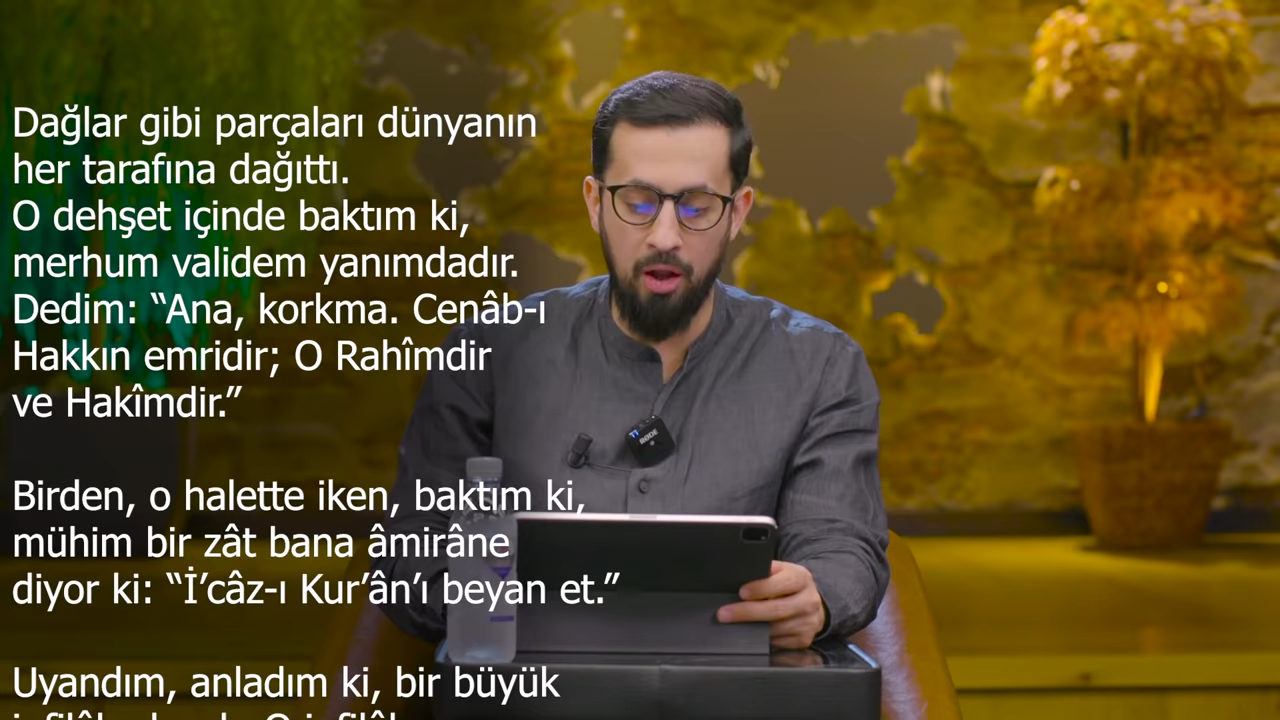 Dağlar gibi parçaları dünyanın
her tarafına dağıttı.
O dehşet içinde baktım ki,
merhum validem yanımdadır.
Dedim: “Ana, korkma. Cenâb-ı
Hakkın emridir; O Rahîmdir
ve Hakîmdir.”
Birden, o halette iken, baktım ki,
mühim bir zât bana âmirâne
diyor ki: “İ’câz-ı Kur’ân’ı beyan et.”
Uyandım, anladım ki, bir büyük
RØDE